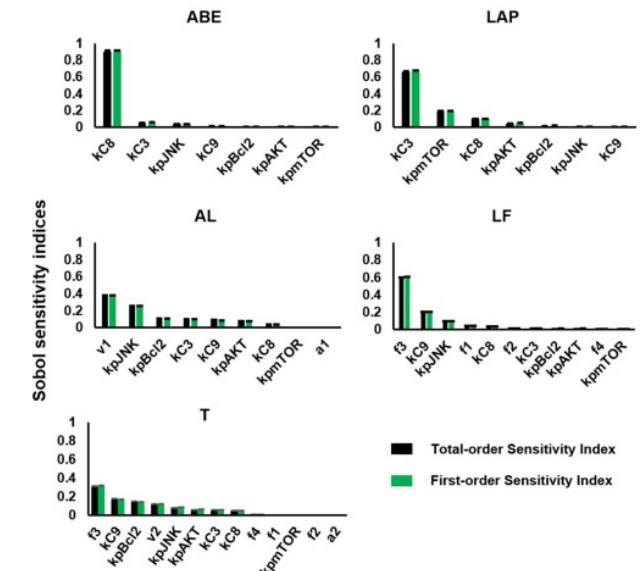 ABE
1
0.8
0.6
0.4
0.2
0
kC8
kC3
kpJNK
kC9
kpBcl2
kpAKT
kpmTOR
LAP
1
0.8
0.6
0.4
0.2
0
kC3
kpmTOR
kC8
kpAKT
kpBcl2
kpJNK
kC9
Sobol sensitivity indices
AL
1
0.8
0.6
0.4
0.2
0
v1
kpJNK
kpBcl2
kC3
kC9
kpAKT
kC8
kpmTOR
a1
LF
1
0.8
0.6
0.4
0.2
0
f3
kC9
kpJNK
f1
kC8
f2
kC3
kpBcl2
kpAKT
f4
kpmTOR
T
1
0.8
0.6
0.4
0.2
0
f3
kC9
kpBcl2
v2
kpJNK
kpAKT
kC3
kC8
f4
f1
kpmTOR
f2
a2
Total-order Sensitivity Index
First-order Sensitivity Index